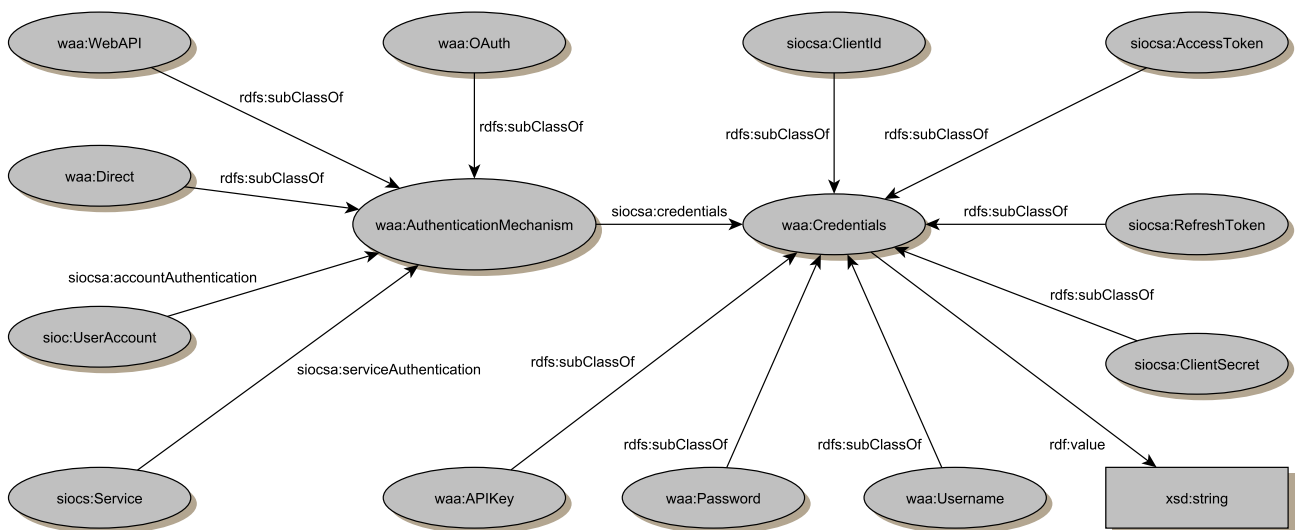 waa:WebAPI
waa:OAuth
siocsa:ClientId
siocsa:AccessToken
rdfs:subClassOf
rdfs:subClassOf
rdfs:subClassOf
rdfs:subClassOf
waa:Direct
rdfs:subClassOf
waa:AuthenticationMechanism
siocsa:credentials
waa:Credentials
rdfs:subClassOf
siocsa:RefreshToken
siocsa:accountAuthentication
rdfs:subClassOf
sioc:UserAccount
siocsa:serviceAuthentication
rdfs:subClassOf
siocsa:ClientSecret
rdfs:subClassOf
rdfs:subClassOf
rdf:value
siocs:Service
waa:APIKey
waa:Password
waa:Username
xsd:string